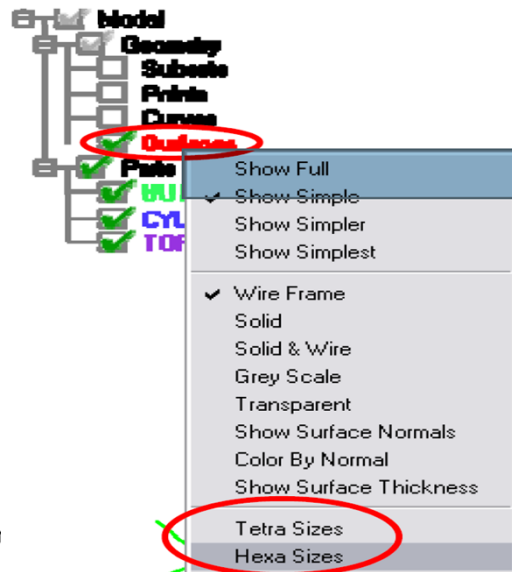 Model
Geometry
Subsets
Points
Curves
Surfaces
Parts
CYL
Show Full
Show Simple
Show Simpler
Show Simplest
Wire Frame
Solid
Solid & Wire
Grey Scale
Transparent
Show Surface Normals
Color By Normal
Show Surface Thickness
Tetra Sizes
Hexa Sizes